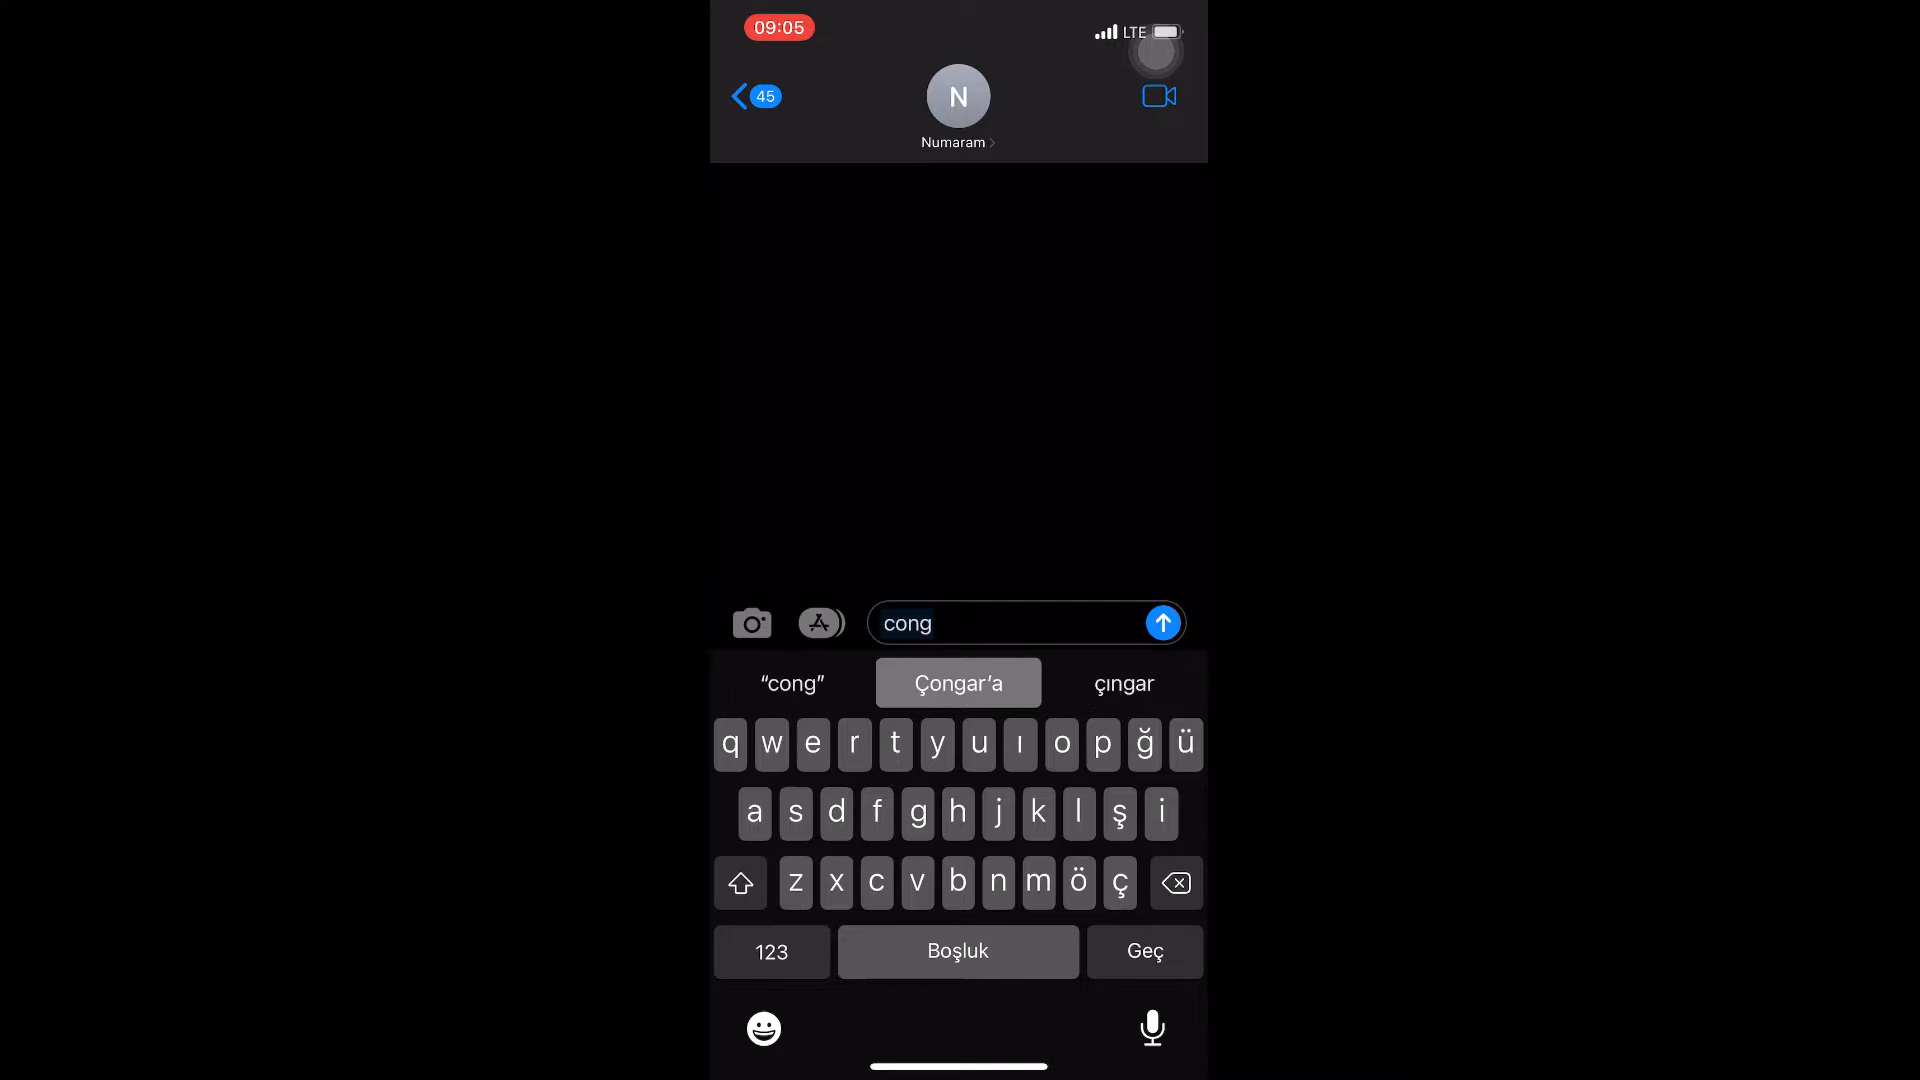 09:05
LTE
45
N
Numaram
cong
“cong” Çongar’a çıngar
q w e r t y u ı o p ğ ü
a s d f g h j k l ş i
z x c v b n m ö ç
123 Boşluk Geç